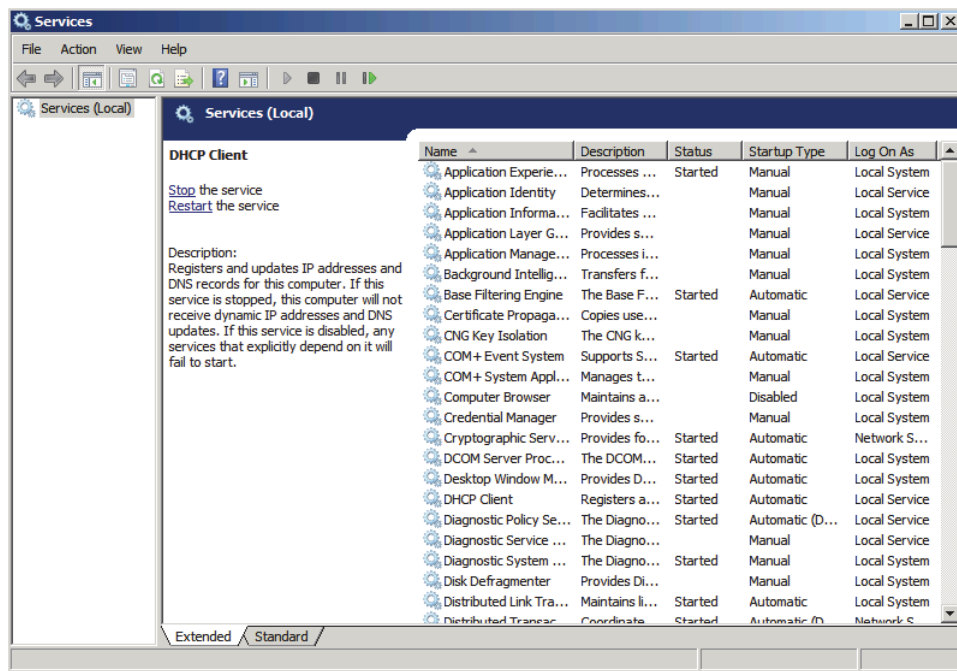 Services
File Action View Help
Services (Local)
Services (Local)
DHCP Client
Stop the service
Restart the service
Description:
Registers and updates IP addresses and
DNS records for this computer. If this
service is stopped, this computer will not
receive dynamic IP addresses and DNS
updates. If this service is disabled, any
services that explicitly depend on it will
fail to start.
Name Description Status Startup Type Log On As
Application Experie... Processes ... Started Manual Local System
Application Identity Determines... Manual Local Service
Application Informa... Facilitates ... Manual Local System
Application Layer G... Provides s... Manual Local Service
Application Manage... Processes i... Manual Local System
Background Intellig... Transfers f... Manual Local System
Base Filtering Engine The Base F... Started Automatic Local Service
Certificate Propaga... Copies use... Manual Local System
CNG Key Isolation The CNG k... Manual Local System
COM+ Event System Supports S... Started Automatic Local Service
COM+ System Appl... Manages t... Manual Local System
Computer Browser Maintains a... Disabled Local System
Credential Manager Provides s... Manual Local System
Cryptographic Serv... Provides fo... Started Automatic Network S...
DCOM Server Proc... The DCOM... Started Automatic Local System
Desktop Window M... Provides D... Started Automatic Local System
DHCP Client Registers a... Started Automatic Local Service
Diagnostic Policy Se... The Diagno... Started Automatic (D... Local Service
Diagnostic Service ... The Diagno... Manual Local Service
Diagnostic System ... The Diagno... Started Manual Local System
Disk Defragmenter Provides Di... Manual Local System
Distributed Link Tra... Maintains li... Started Automatic Local System
Distributed Transac... Coordinate... Started Automatic (D... Network S...
Extended Standard